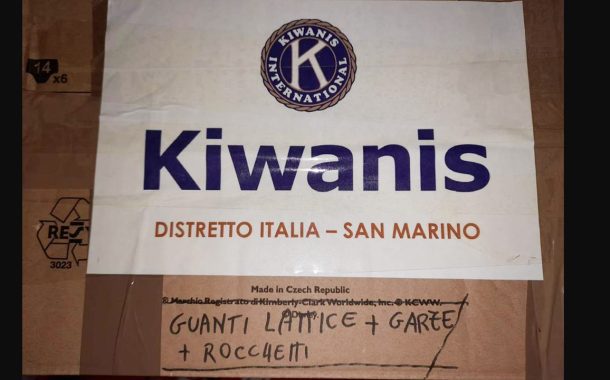 KIWANIS
INTERNATIONAL
K
14
x6
Kiwanis
DISTRETTO ITALIA – SAN MARINO
RESY
3023
Made in Czech Republic
® Marchio Registrato di Kimberly-Clark Worldwide, Inc. © KCWW.
GUANTI LATTICE + GARZE
+ ROCCHETTI